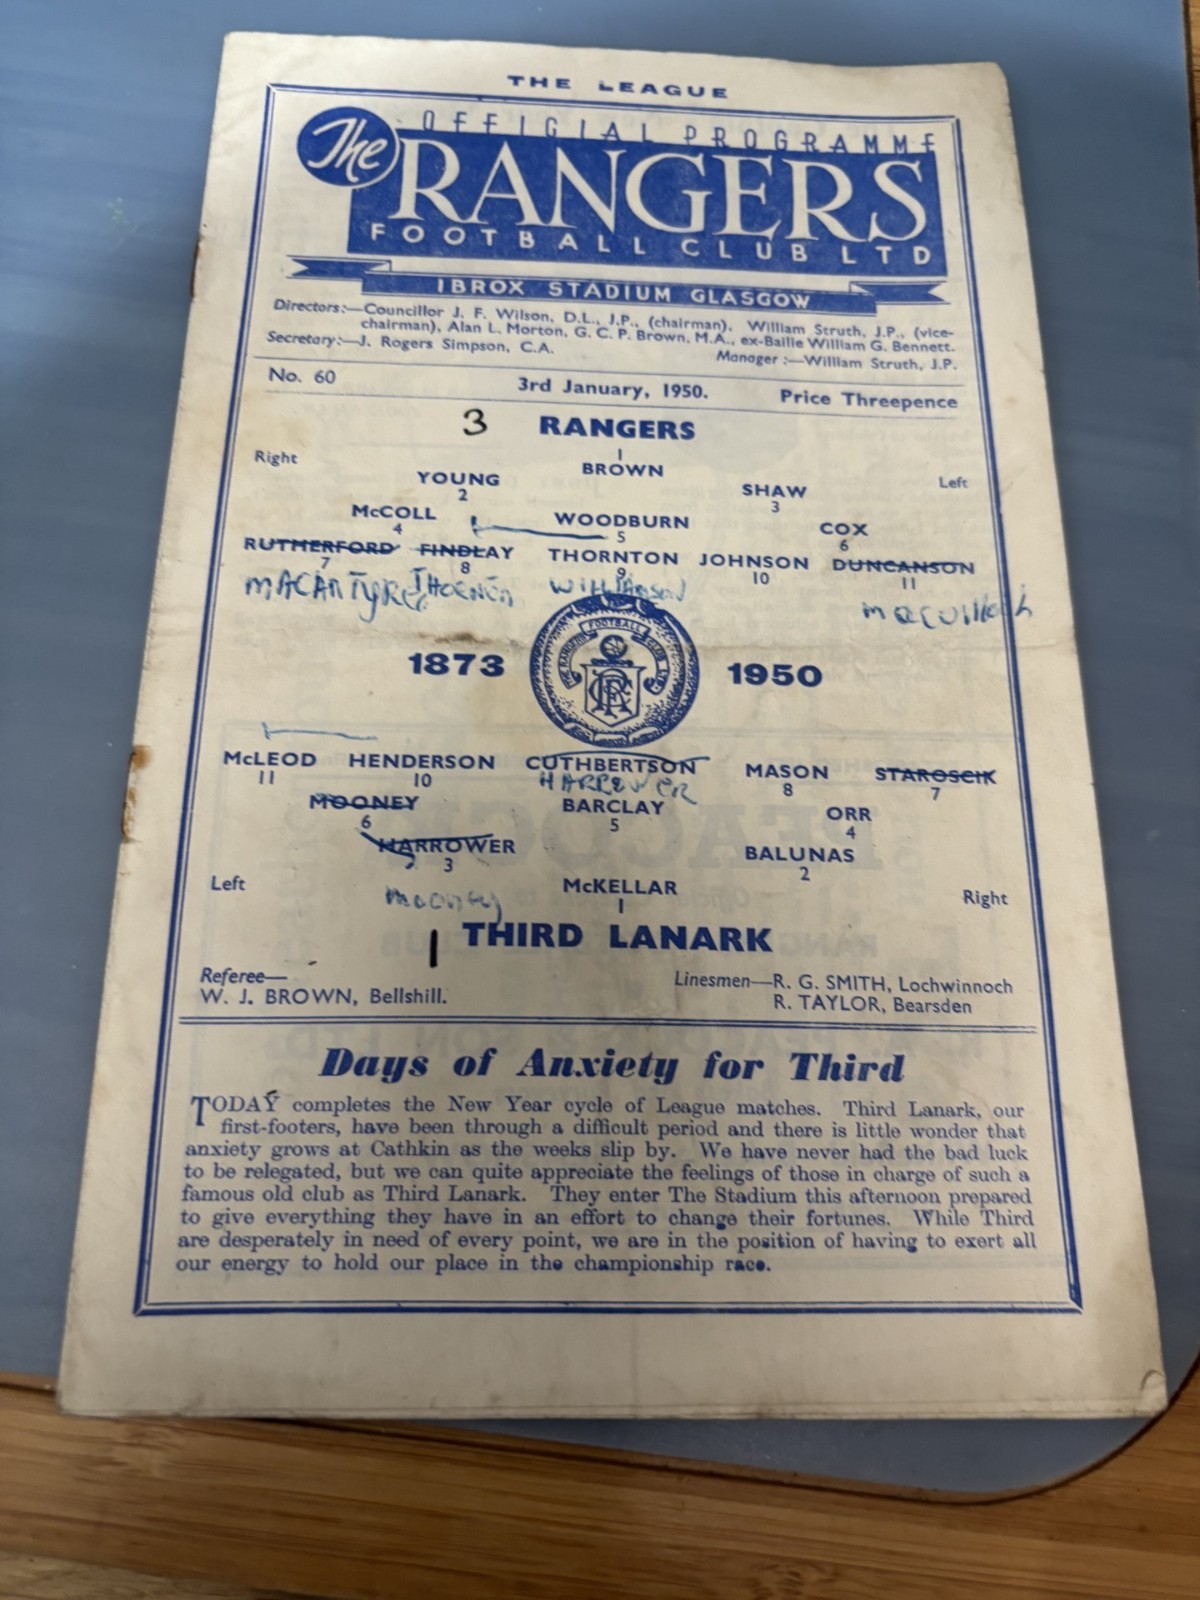 THE LEAGUE
OFFICIAL PROGRAMME
The RANGERS
FOOTBALL CLUB LTD
IBROX STADIUM GLASGOW
Directors:—Councillor J. F. Wilson, D.L., J.P., (chairman), William Struth, J.P., (vice-
chairman), Alan L. Morton, G. C. P. Brown, M.A., ex-Bailie William G. Bennett.
Secretary:—J. Rogers Simpson, C.A. Manager :—William Struth, J.P.
No. 60 3rd January, 1950. Price Threepence
3 RANGERS
1
Right BROWN Left
YOUNG SHAW
2 3
McCOLL WOODBURN COX
4 5 6
RUTHERFORD FINDLAY THORNTON JOHNSON DUNCANSON
7 8 9 10 11
MACANTYRE THORNTON WILLIAMSON McCULLOCH
THE RANGERS FOOTBALL CLUB LTD
1873 1950
McLEOD HENDERSON CUTHBERTSON MASON STAROSCIK
11 10 HARROWER 8 7
MOONEY BARCLAY ORR
6 5 4
HARROWER BALUNAS
3 2
Left MOONEY McKELLAR Right
1
1 THIRD LANARK
Referee— Linesmen—R. G. SMITH, Lochwinnoch
W. J. BROWN, Bellshill. R. TAYLOR, Bearsden
Days of Anxiety for Third
TODAY completes the New Year cycle of League matches. Third Lanark, our
first-footers, have been through a difficult period and there is little wonder that
anxiety grows at Cathkin as the weeks slip by. We have never had the bad luck
to be relegated, but we can quite appreciate the feelings of those in charge of such a
famous old club as Third Lanark. They enter The Stadium this afternoon prepared
to give everything they have in an effort to change their fortunes. While Third
are desperately in need of every point, we are in the position of having to exert all
our energy to hold our place in the championship race.